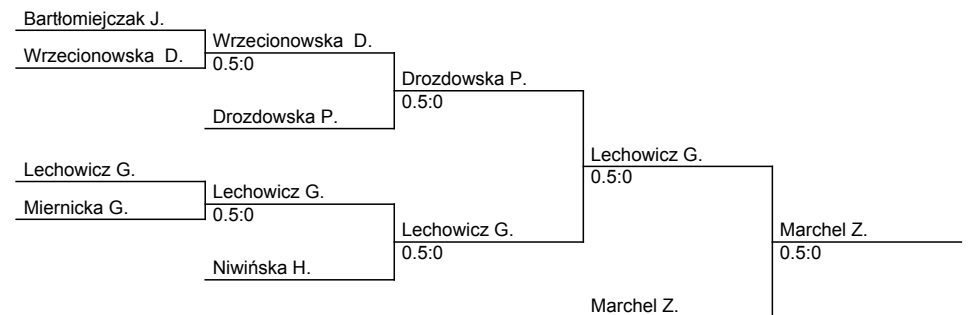 Bartłomiejczak J.
Wrzecionowska D.
Wrzecionowska D.
0.5:0
Drozdowska P.
0.5:0
Drozdowska P.
Lechowicz G.
0.5:0
Lechowicz G.
Lechowicz G.
Miernicka G.
0.5:0
Lechowicz G.
0.5:0
Marchel Z.
0.5:0
Niwińska H.
Marchel Z.